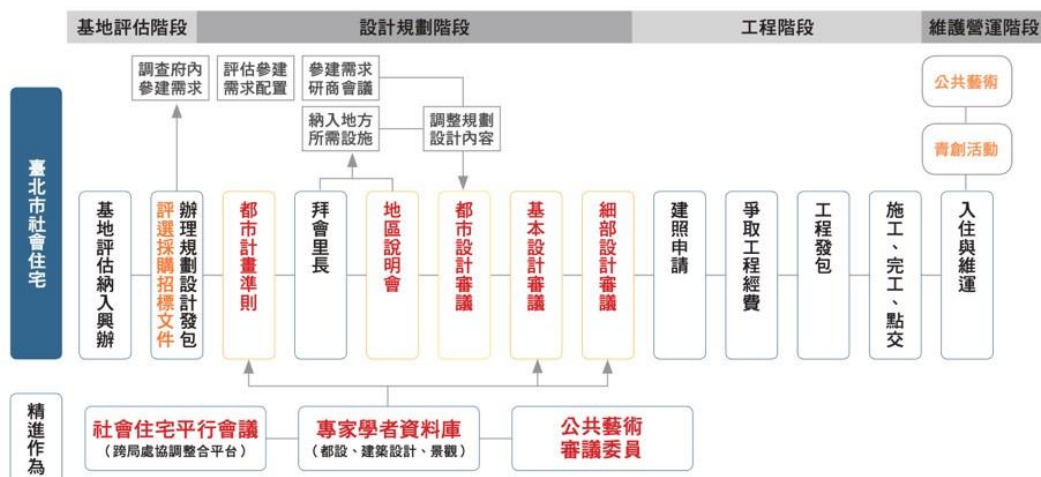 基地評估階段
設計規劃階段
工程階段
維護營運階段
調查府內
參建需求
評估參建
需求配置
參建需求
研商會議
納入地方
所需設施
調整規劃
設計內容
公共藝術
青創活動
臺北市社會住宅
基地評估納入興辦
辦理規劃設計發包
評選採購招標文件
都市計畫準則
拜會里長
地區說明會
都市設計審議
基本設計審議
細部設計審議
建照申請
爭取工程經費
工程發包
施工、完工、點交
入住與維運
精進作為
社會住宅平行會議
（跨局處協調整合平台）
專家學者資料庫
（都設、建築設計、景觀）
公共藝術
審議委員